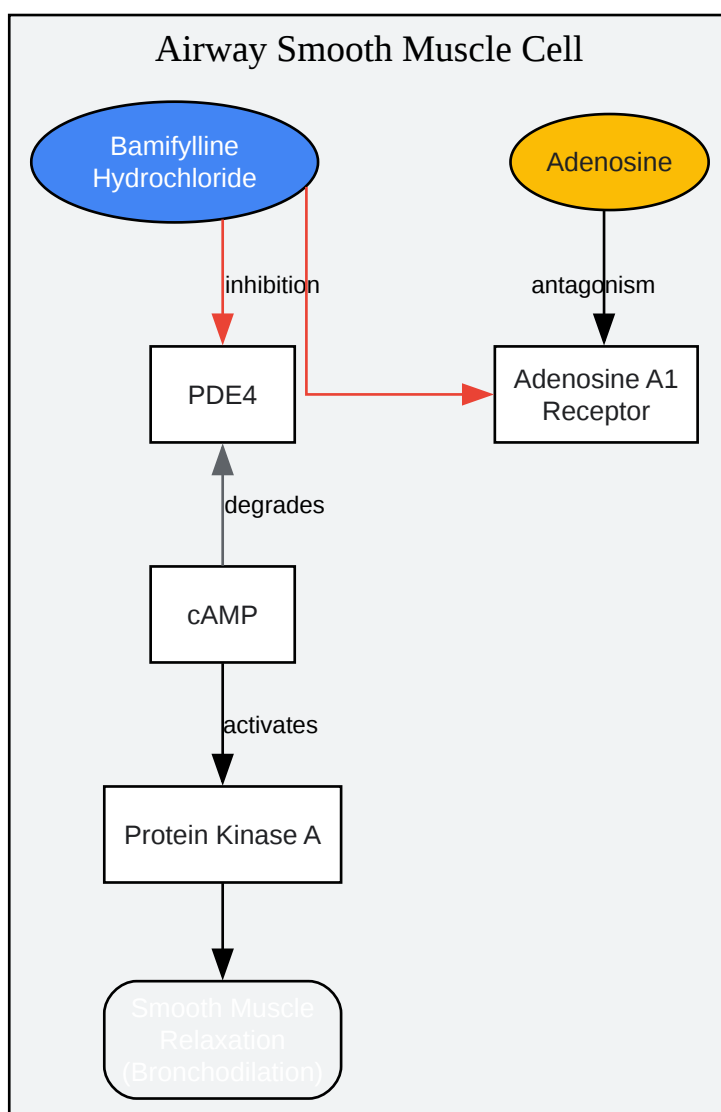 Airway Smooth Muscle Cell
Bamifylline
Hydrochloride
Adenosine
inhibition
antagonism
PDE4
Adenosine A1
Receptor
degrades
cAMP
activates
Protein Kinase A
Smooth Muscle
Relaxation
(Bronchodilation)